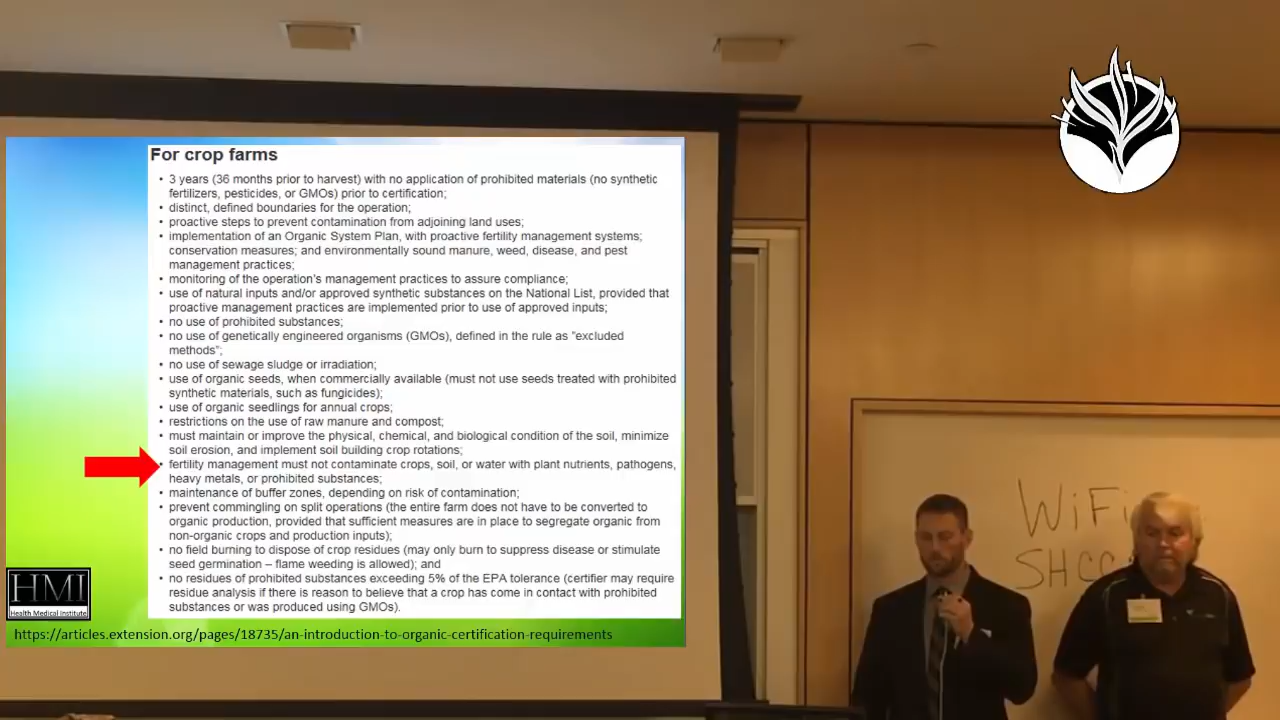 For crop farms
• 3 years (36 months prior to harvest) with no application of prohibited materials (no synthetic
fertilizers, pesticides, or GMOs) prior to certification;
• distinct, defined boundaries for the operation;
• proactive steps to prevent contamination from adjoining land uses;
• implementation of an Organic System Plan, with proactive fertility management systems;
conservation measures; and environmentally sound manure, weed, disease, and pest
management practices;
• monitoring of the operation's management practices to assure compliance;
• use of natural inputs and/or approved synthetic substances on the National List, provided that
proactive management practices are implemented prior to use of approved inputs;
• no use of prohibited substances;
• no use of genetically engineered organisms (GMOs), defined in the rule as "excluded
methods";
• no use of sewage sludge or irradiation;
• use of organic seeds, when commercially available (must not use seeds treated with prohibited
synthetic materials, such as fungicides);
• use of organic seedlings for annual crops;
• restrictions on the use of raw manure and compost;
• must maintain or improve the physical, chemical, and biological condition of the soil, minimize
soil erosion, and implement soil building crop rotations;
• fertility management must not contaminate crops, soil, or water with plant nutrients, pathogens,
heavy metals, or prohibited substances;
• maintenance of buffer zones, depending on risk of contamination;
• prevent commingling on split operations (the entire farm does not have to be converted to
organic production, provided that sufficient measures are in place to segregate organic from
non-organic crops and production inputs);
• no field burning to dispose of crop residues (may only burn to suppress disease or stimulate
seed germination – flame weeding is allowed); and
• no residues of prohibited substances exceeding 5% of the EPA tolerance (certifier may require
residue analysis if there is reason to believe that a crop has come in contact with prohibited
substances or was produced using GMOs).
HMI
Health Medical Institute
https://articles.extension.org/pages/18735/an-introduction-to-organic-certification-requirements
WiFi